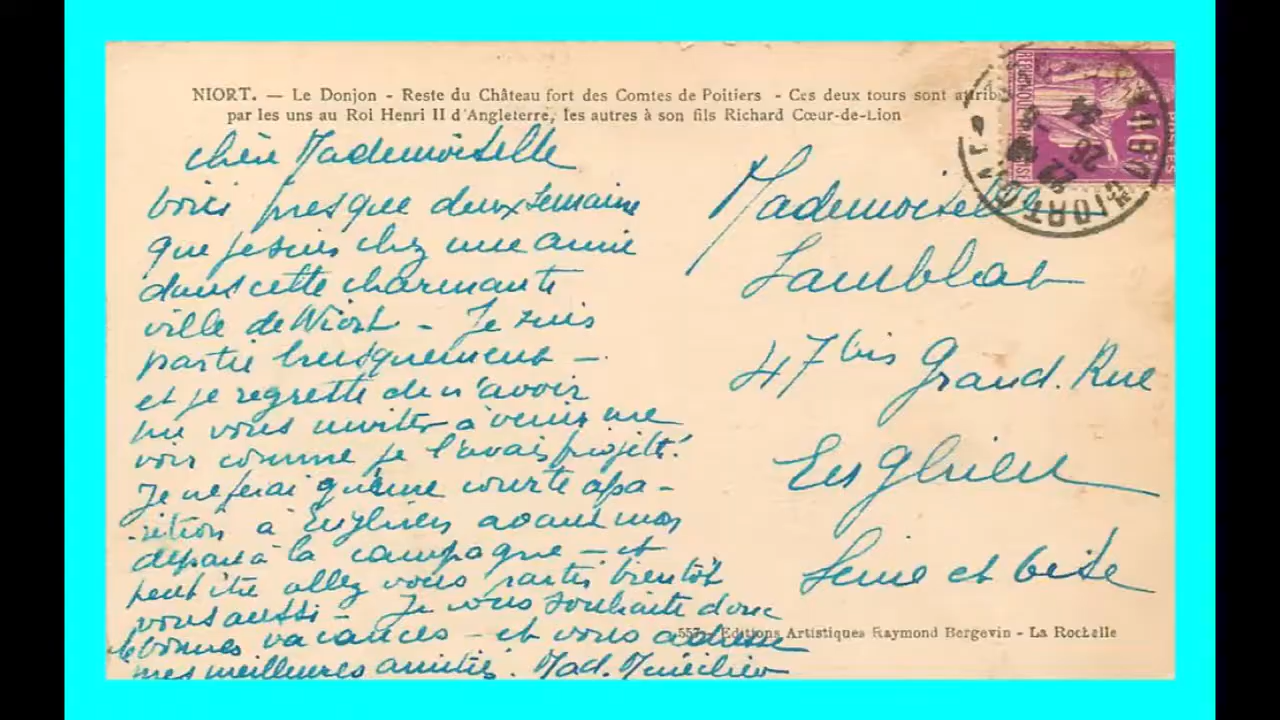 NIORT. — Le Donjon - Reste du Château fort des Comtes de Poitiers - Ces deux tours sont attrib
par les uns au Roi Henri II d'Angleterre, les autres à son fils Richard Cœur-de-Lion
chère Mademoiselle
voici presque deux semaine
que je suis chez une amie
dans cette charmante
ville de Niort — Je suis
partie brusquement —
et je regrette de n'avoir
pu vous inviter à venir me
voir comme je l'avais projeté!
Je ne ferai qu'une courte apa-
rition à Enghien avant mon
départ à la campagne — et
peut être allez vous partir bientôt
vous aussi — Je vous souhaite donc
de bonnes vacances — et vous adresse
mes meilleures amitiés. Mad.
Mademoiselle
Lamblat
47 bis Grand. Rue
Enghien
Seine et Oise
557 - Editions Artistiques Raymond Bergevin - La Rochelle
NIORT